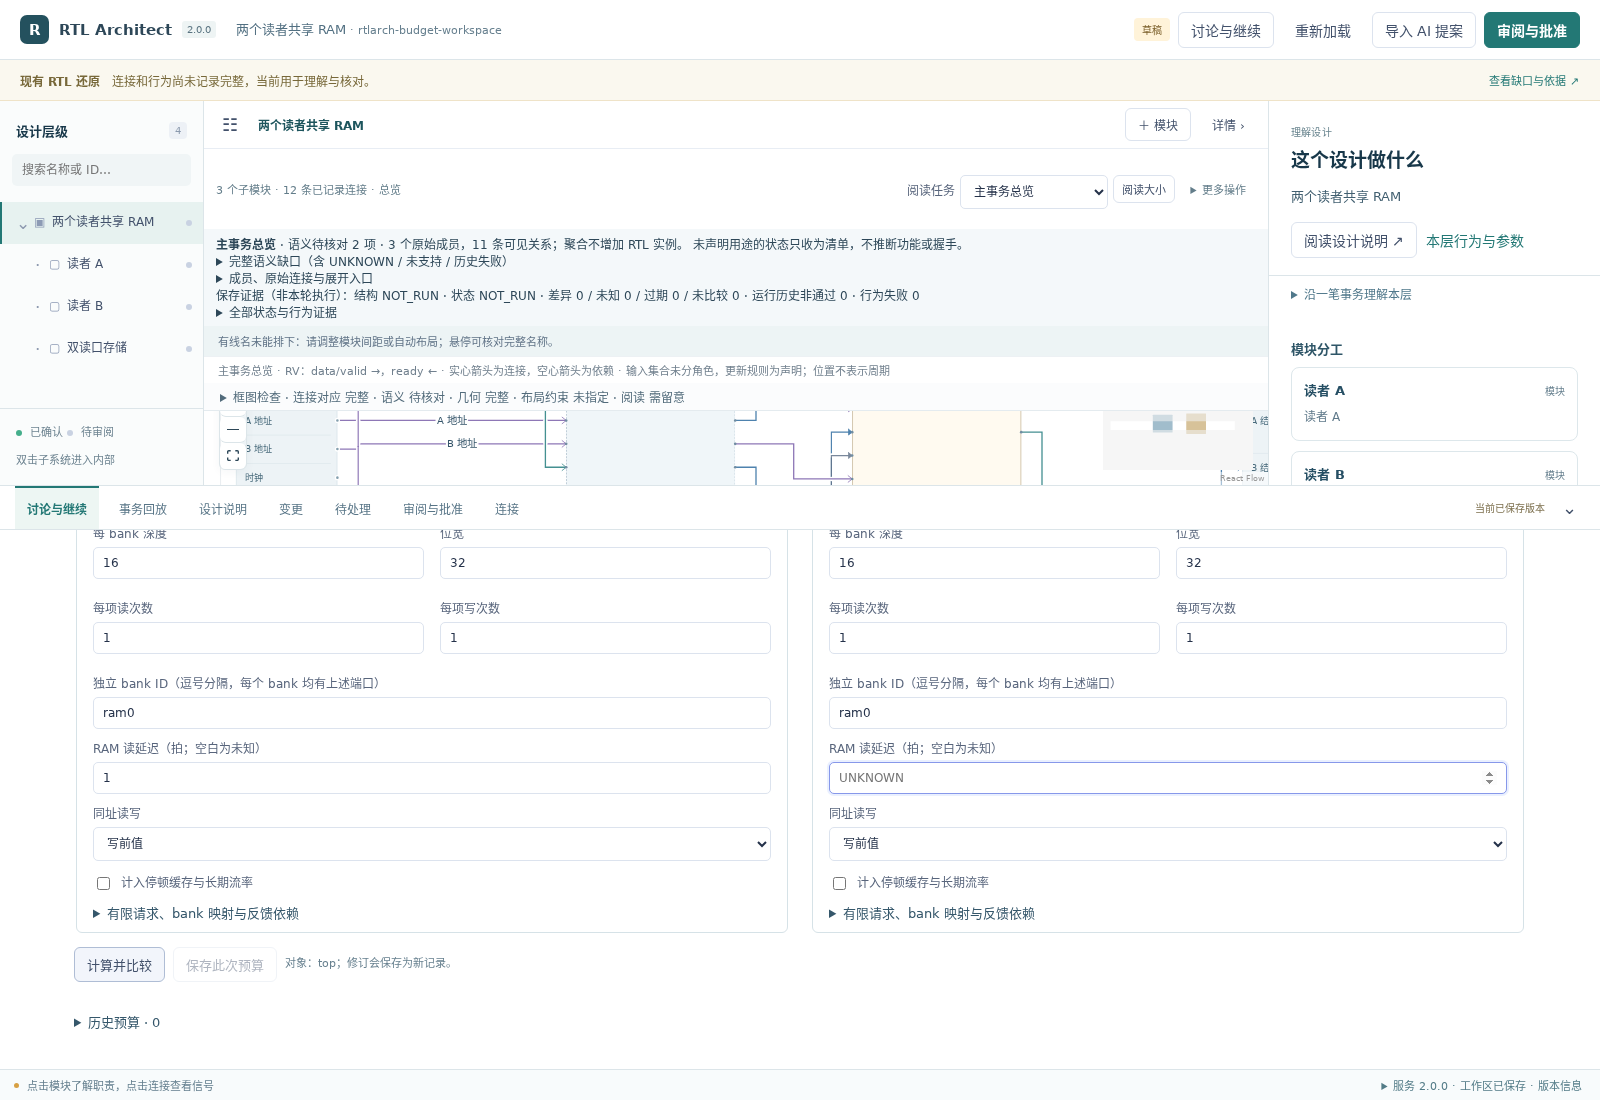 R RTL Architect 2.0.0 两个读者共享 RAM · rtlarch-budget-workspace 草稿 讨论与继续 重新加载 导入 AI 提案 审阅与批准
现有 RTL 还原 连接和行为尚未记录完整，当前用于理解与核对。 查看缺口与依据 ↗
设计层级 4
搜索名称或 ID...
两个读者共享 RAM
读者 A
读者 B
双读口存储
已确认 待审阅
双击子系统进入内部
两个读者共享 RAM ＋ 模块 详情 ›
3 个子模块 · 12 条已记录连接 · 总览 阅读任务 主事务总览 阅读大小 ▶ 更多操作
主事务总览 · 语义待核对 2 项 · 3 个原始成员，11 条可见关系；聚合不增加 RTL 实例。 未声明用途的状态只收为清单，不推断功能或握手。
▶ 完整语义缺口（含 UNKNOWN / 未支持 / 历史失败）
▶ 成员、原始连接与展开入口
保存证据（非本轮执行）：结构 NOT_RUN · 状态 NOT_RUN · 差异 0 / 未知 0 / 过期 0 / 未比较 0 · 运行历史非通过 0 · 行为失败 0
▶ 全部状态与行为证据
有线名未能排下：请调整模块间距或自动布局；悬停可核对完整名称。
主事务总览 · RV：data/valid →，ready ← · 实心箭头为连接，空心箭头为依赖 · 输入集合未分角色，更新规则为声明；位置不表示周期
▶ 框图检查 · 连接对应 完整 · 语义 待核对 · 几何 完整 · 布局约束 未指定 · 阅读 需留意
A 地址 A 地址 A 结
B 地址 B 地址
时钟 B 结
React Flow
理解设计
这个设计做什么
两个读者共享 RAM
阅读设计说明 ↗ 本层行为与参数
▶ 沿一笔事务理解本层
模块分工
读者 A 模块
读者 A
读者 B 模块
讨论与继续 事务回放 设计说明 变更 待处理 审阅与批准 连接 当前已保存版本
每 bank 深度 位宽 每 bank 深度 位宽
16 32 16 32
每项读次数 每项写次数 每项读次数 每项写次数
1 1 1 1
独立 bank ID（逗号分隔，每个 bank 均有上述端口） 独立 bank ID（逗号分隔，每个 bank 均有上述端口）
ram0 ram0
RAM 读延迟（拍；空白为未知） RAM 读延迟（拍；空白为未知）
1 UNKNOWN
同址读写 同址读写
写前值 写前值
计入停顿缓存与长期流率 计入停顿缓存与长期流率
▶ 有限请求、bank 映射与反馈依赖 ▶ 有限请求、bank 映射与反馈依赖
计算并比较 保存此次预算 对象：top；修订会保存为新记录。
▶ 历史预算 · 0
点击模块了解职责，点击连接查看信号 ▶ 服务 2.0.0 · 工作区已保存 · 版本信息